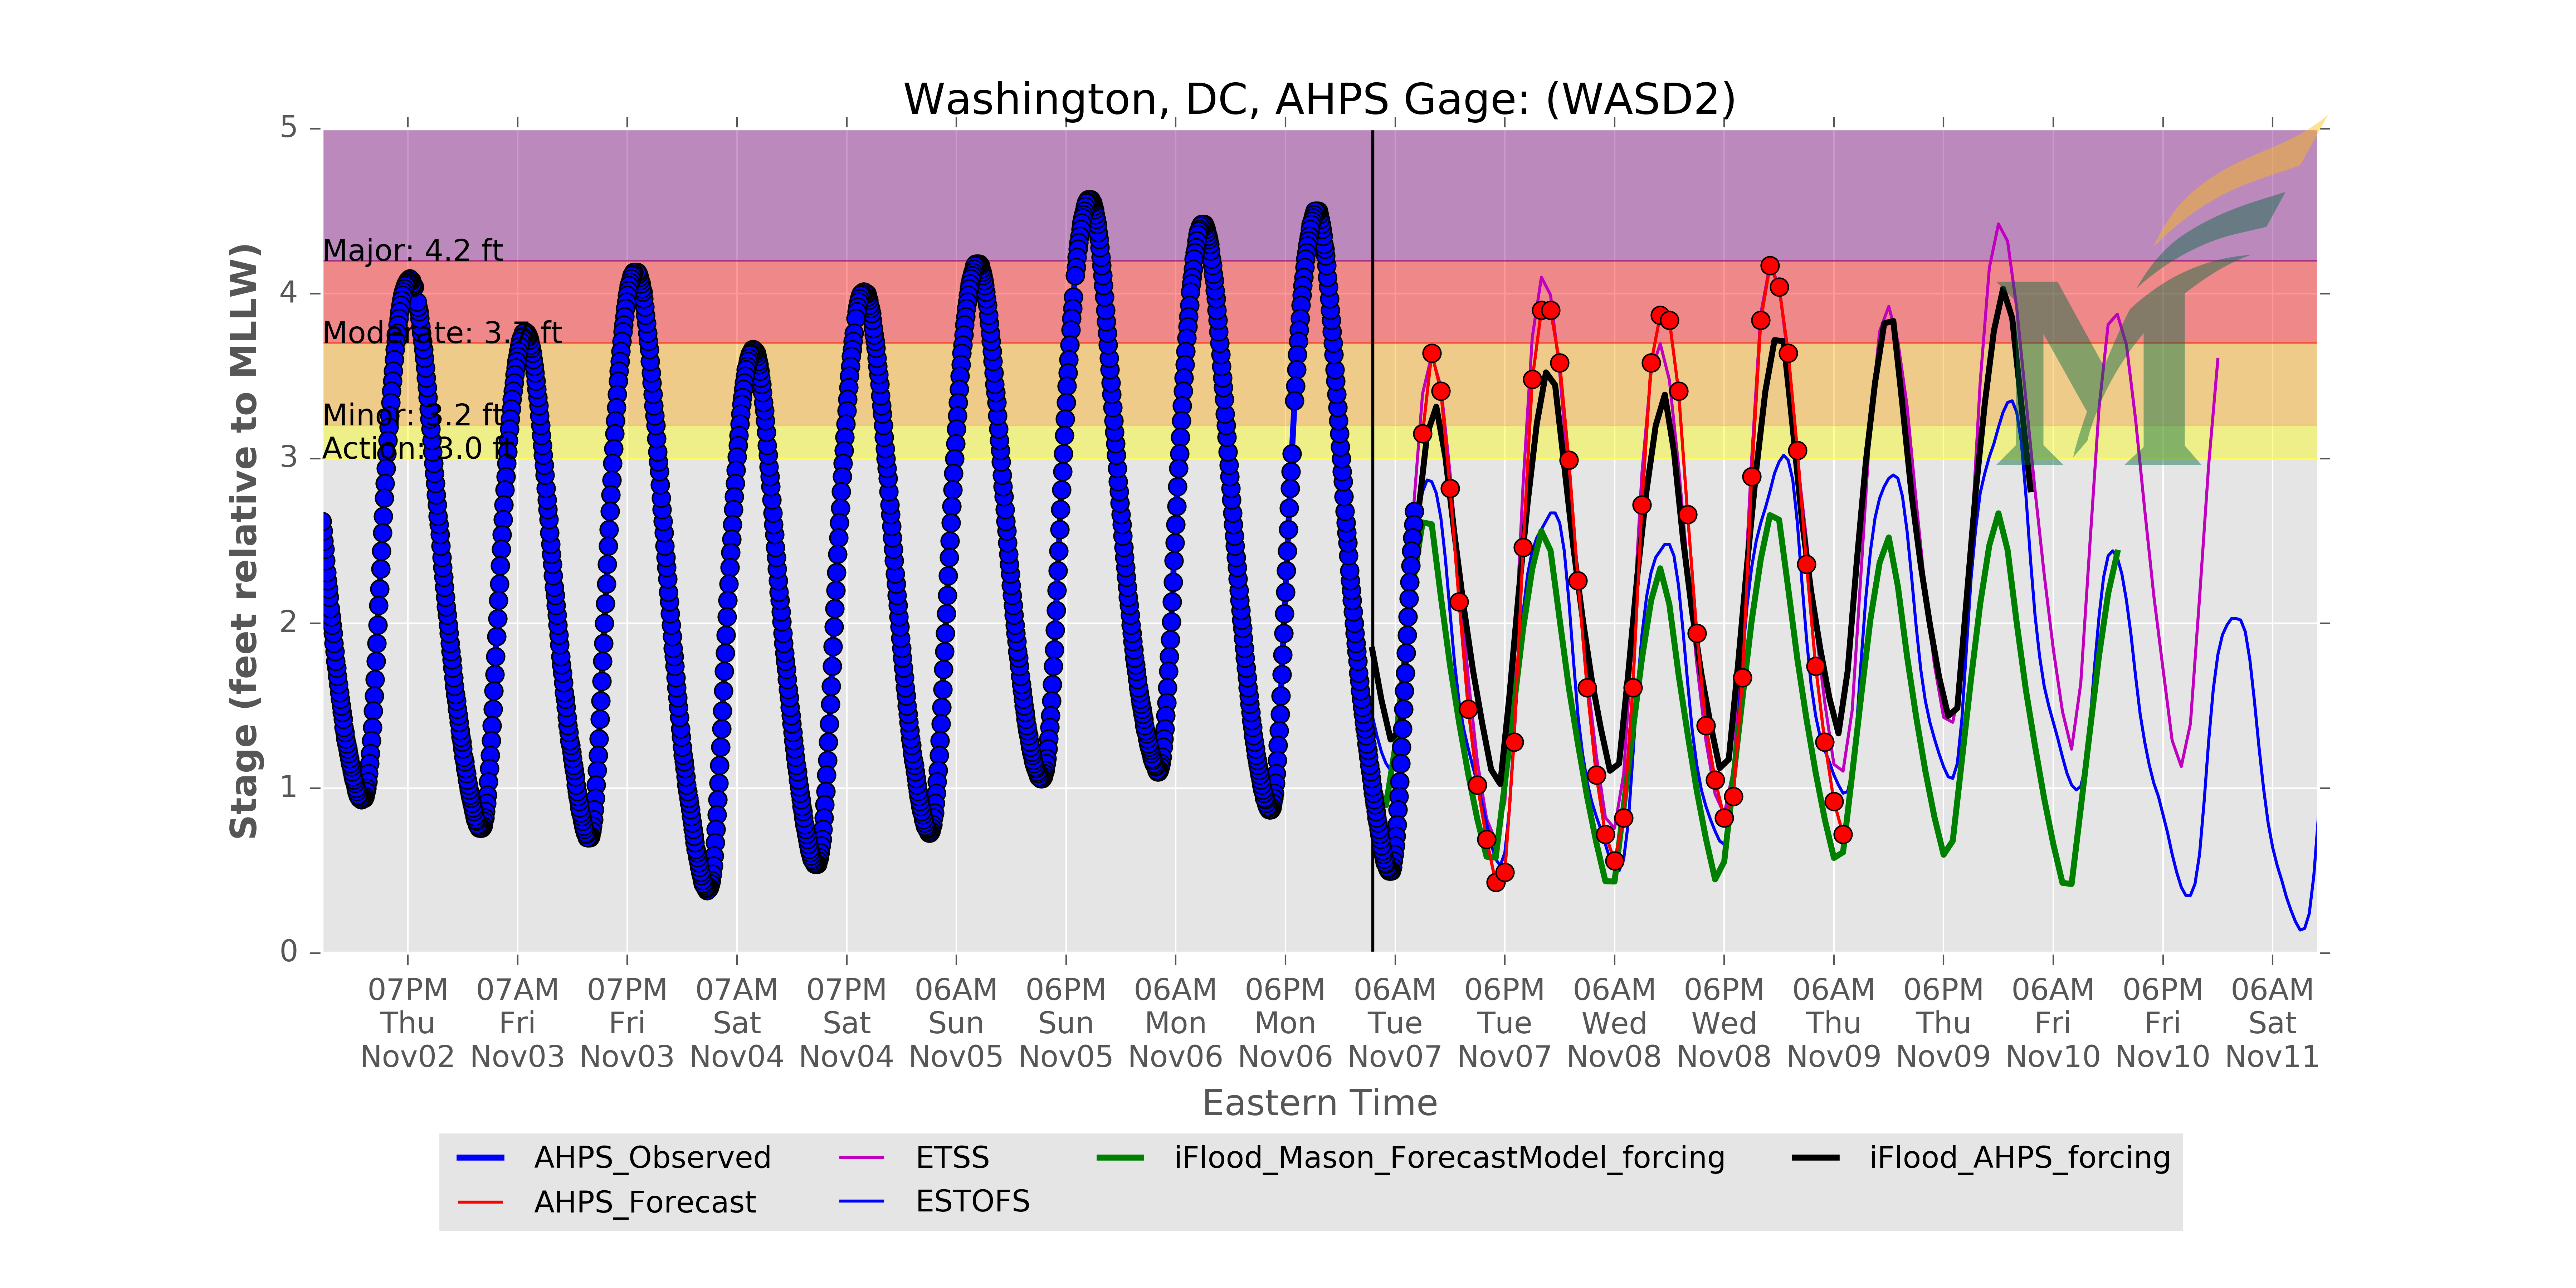 Washington, DC, AHPS Gage: (WASD2)
Stage (feet relative to MLLW)
5
4
3
2
1
0
Major: 4.2 ft
Moderate: 3.7 ft
Minor: 3.2 ft
Action: 3.0 ft
07PM 07AM 07PM 07AM 07PM 06AM 06PM 06AM 06PM 06AM 06PM 06AM 06PM 06AM 06PM 06AM 06PM 06AM
Thu Fri Fri Sat Sat Sun Sun Mon Mon Tue Tue Wed Wed Thu Thu Fri Fri Sat
Nov02 Nov03 Nov03 Nov04 Nov04 Nov05 Nov05 Nov06 Nov06 Nov07 Nov07 Nov08 Nov08 Nov09 Nov09 Nov10 Nov10 Nov11
Eastern Time
AHPS_Observed ETSS iFlood_Mason_ForecastModel_forcing iFlood_AHPS_forcing
AHPS_Forecast ESTOFS
M